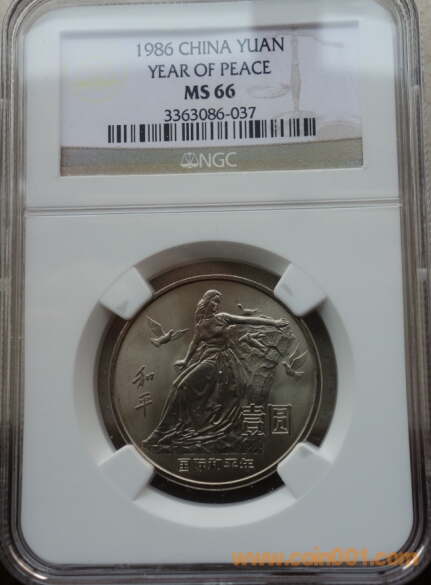 1986 CHINA YUAN
YEAR OF PEACE
MS 66
3363086-037
NGC
和平
壹圆
国际和平年
www.coin001.com